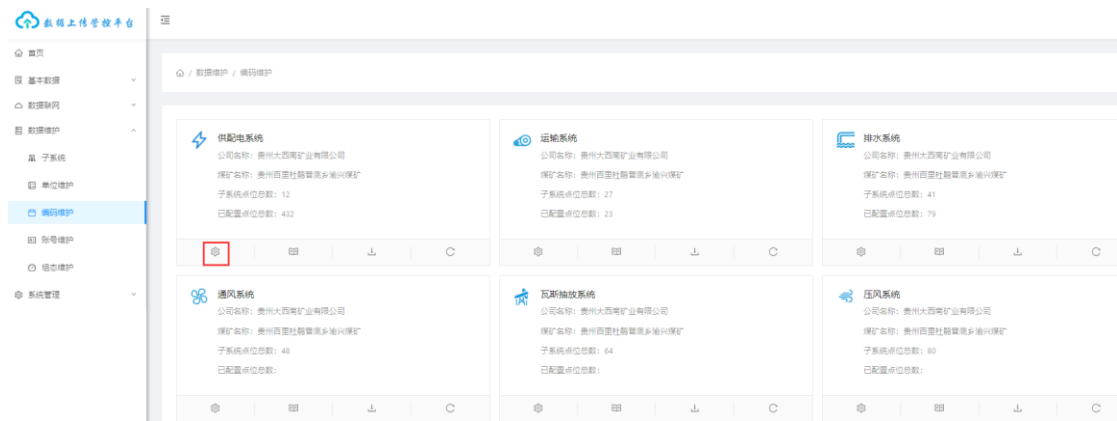 数据上传管控平台
首页
/ 数据维护 / 编码维护
基本数据
数据联网
数据维护
子系统
单位维护
编码维护
账号维护
组态维护
系统管理
供配电系统
公司名称：贵州大西南矿业有限公司
煤矿名称：贵州百里杜鹃普底乡渝兴煤矿
子系统点位总数：12
已配置点位总数：432
运输系统
公司名称：贵州大西南矿业有限公司
煤矿名称：贵州百里杜鹃普底乡渝兴煤矿
子系统点位总数：27
已配置点位总数：23
排水系统
公司名称：贵州大西南矿业有限公司
煤矿名称：贵州百里杜鹃普底乡渝兴煤矿
子系统点位总数：41
已配置点位总数：79
通风系统
公司名称：贵州大西南矿业有限公司
煤矿名称：贵州百里杜鹃普底乡渝兴煤矿
子系统点位总数：48
已配置点位总数：
瓦斯抽放系统
公司名称：贵州大西南矿业有限公司
煤矿名称：贵州百里杜鹃普底乡渝兴煤矿
子系统点位总数：64
已配置点位总数：
压风系统
公司名称：贵州大西南矿业有限公司
煤矿名称：贵州百里杜鹃普底乡渝兴煤矿
子系统点位总数：80
已配置点位总数：